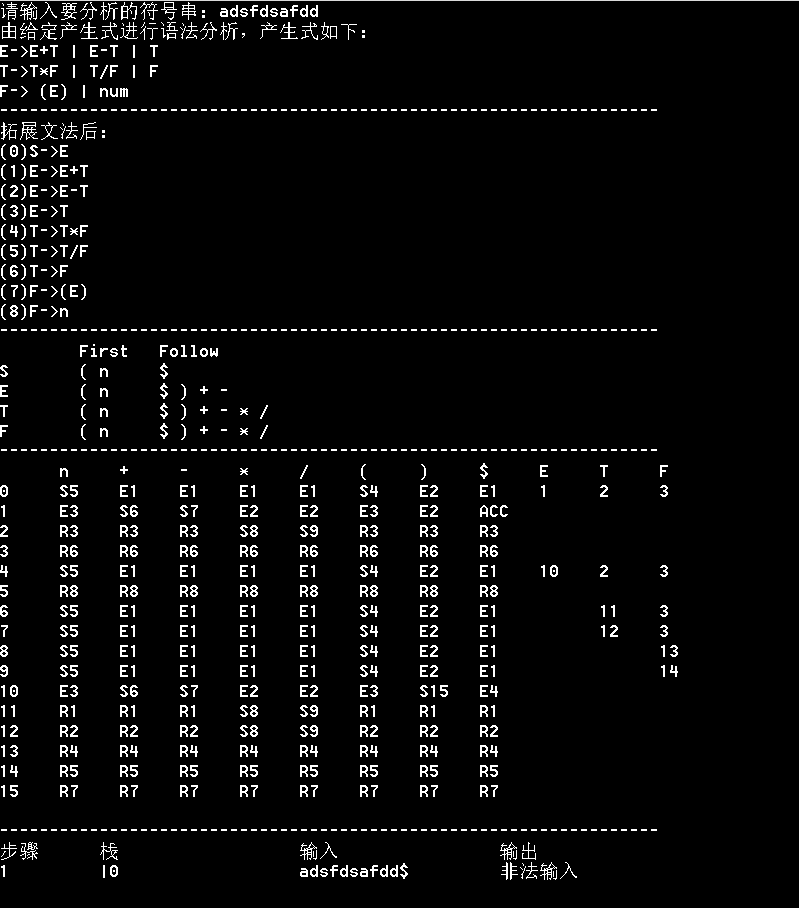 请输入要分析的符号串：adsfdsafdd
由给定产生式进行语法分析，产生式如下：
E->E+T | E-T | T
T->T*F | T/F | F
F-> (E) | num
------------------------------------------------------------------
拓展文法后：
(0)S->E
(1)E->E+T
(2)E->E-T
(3)E->T
(4)T->T*F
(5)T->T/F
(6)T->F
(7)F->(E)
(8)F->n
------------------------------------------------------------------
First Follow
S ( n $
E ( n $ ) + -
T ( n $ ) + - * /
F ( n $ ) + - * /
------------------------------------------------------------------
n + - * / ( ) $ E T F
0 S5 E1 E1 E1 E1 S4 E2 E1 1 2 3
1 E3 S6 S7 E2 E2 E3 E2 ACC
2 R3 R3 R3 S8 S9 R3 R3 R3
3 R6 R6 R6 R6 R6 R6 R6 R6
4 S5 E1 E1 E1 E1 S4 E2 E1 10 2 3
5 R8 R8 R8 R8 R8 R8 R8 R8
6 S5 E1 E1 E1 E1 S4 E2 E1 11 3
7 S5 E1 E1 E1 E1 S4 E2 E1 12 3
8 S5 E1 E1 E1 E1 S4 E2 E1 13
9 S5 E1 E1 E1 E1 S4 E2 E1 14
10 E3 S6 S7 E2 E2 E3 S15 E4
11 R1 R1 R1 S8 S9 R1 R1 R1
12 R2 R2 R2 S8 S9 R2 R2 R2
13 R4 R4 R4 R4 R4 R4 R4 R4
14 R5 R5 R5 R5 R5 R5 R5 R5
15 R7 R7 R7 R7 R7 R7 R7 R7
------------------------------------------------------------------
步骤 栈 输入 输出
1 |0 adsfdsafdd$ 非法输入